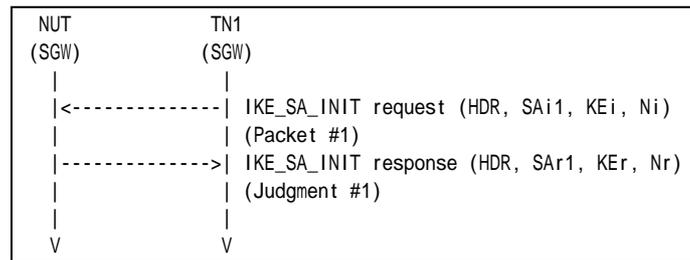 NUT TN1
(SGW) (SGW)
| |
|<--------------| IKE_SA_INIT request (HDR, SAi1, KEi, Ni)
| | (Packet #1)
|-------------->| IKE_SA_INIT response (HDR, SAr1, KEr, Nr)
| | (Judgment #1)
| |
V V